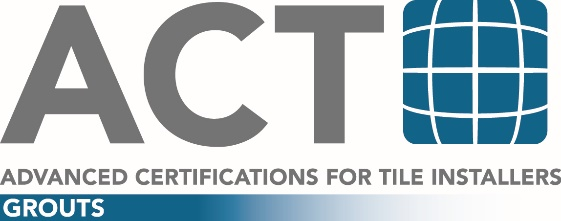 ACT
ADVANCED CERTIFICATIONS FOR TILE INSTALLERS
GROUTS